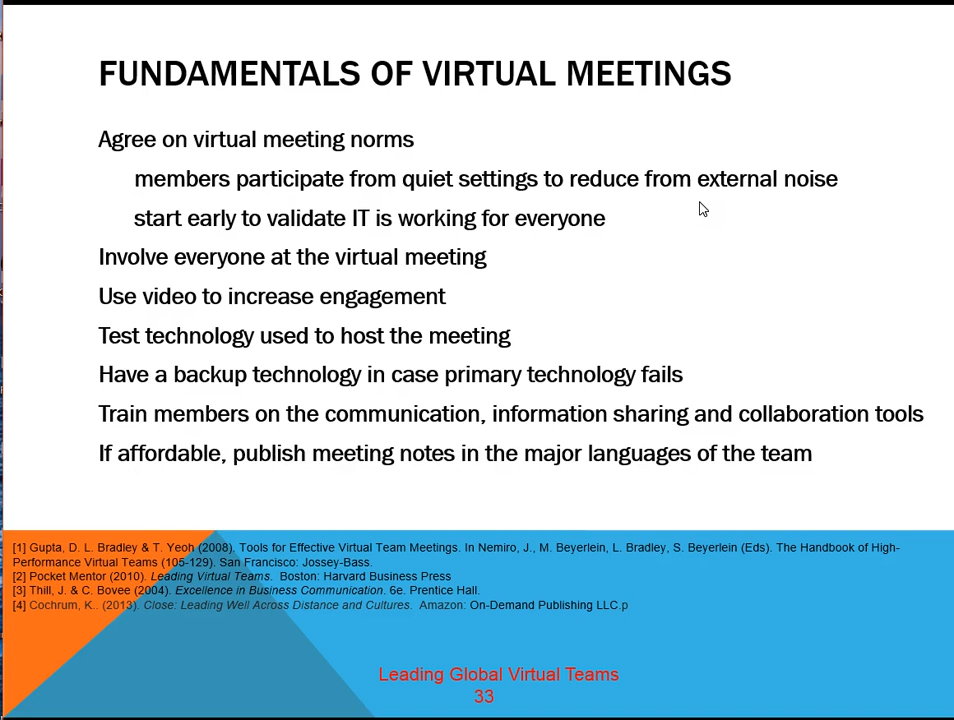 FUNDAMENTALS OF VIRTUAL MEETINGS
Agree on virtual meeting norms
members participate from quiet settings to reduce from external noise
start early to validate IT is working for everyone
Involve everyone at the virtual meeting
Use video to increase engagement
Test technology used to host the meeting
Have a backup technology in case primary technology fails
Train members on the communication, information sharing and collaboration tools
If affordable, publish meeting notes in the major languages of the team
[1] Gupta, D. L. Bradley & T. Yeoh (2008). Tools for Effective Virtual Team Meetings. In Nemiro, J., M. Beyerlein, L. Bradley, S. Beyerlein (Eds). The Handbook of High-
Performance Virtual Teams (105-129). San Francisco: Jossey-Bass.
[2] Pocket Mentor (2010). Leading Virtual Teams. Boston: Harvard Business Press
[3] Thill, J. & C. Bovee (2004). Excellence in Business Communication. 6e. Prentice Hall.
[4] Cochrum, K.. (2013). Close: Leading Well Across Distance and Cultures. Amazon: On-Demand Publishing LLC.p
Leading Global Virtual Teams
33